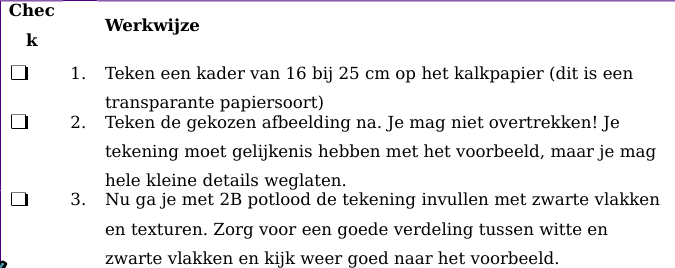 Chec
k
Werkwijze
1. Teken een kader van 16 bij 25 cm op het kalkpapier (dit is een
transparante papiersoort)
2. Teken de gekozen afbeelding na. Je mag niet overtrekken! Je
tekening moet gelijkenis hebben met het voorbeeld, maar je mag
hele kleine details weglaten.
3. Nu ga je met 2B potlood de tekening invullen met zwarte vlakken
en texturen. Zorg voor een goede verdeling tussen witte en
zwarte vlakken en kijk weer goed naar het voorbeeld.